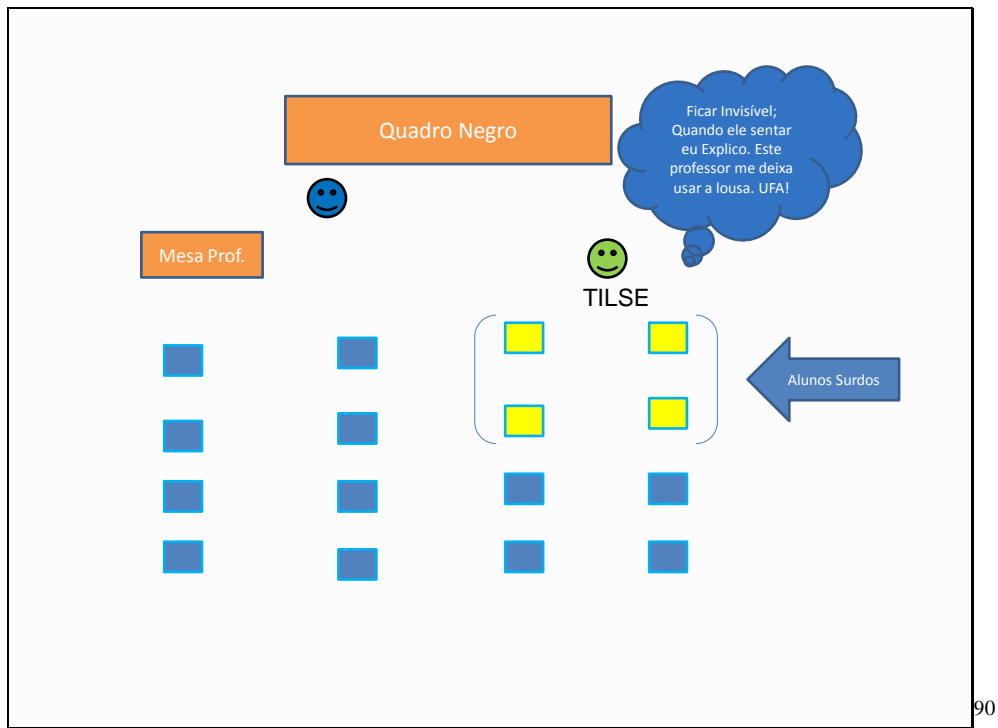 Quadro Negro
Ficar Invisível;
Quando ele sentar
eu Explico. Este
professor me deixa
usar a lousa. UFA!
Mesa Prof.
TILSE
Alunos Surdos
90